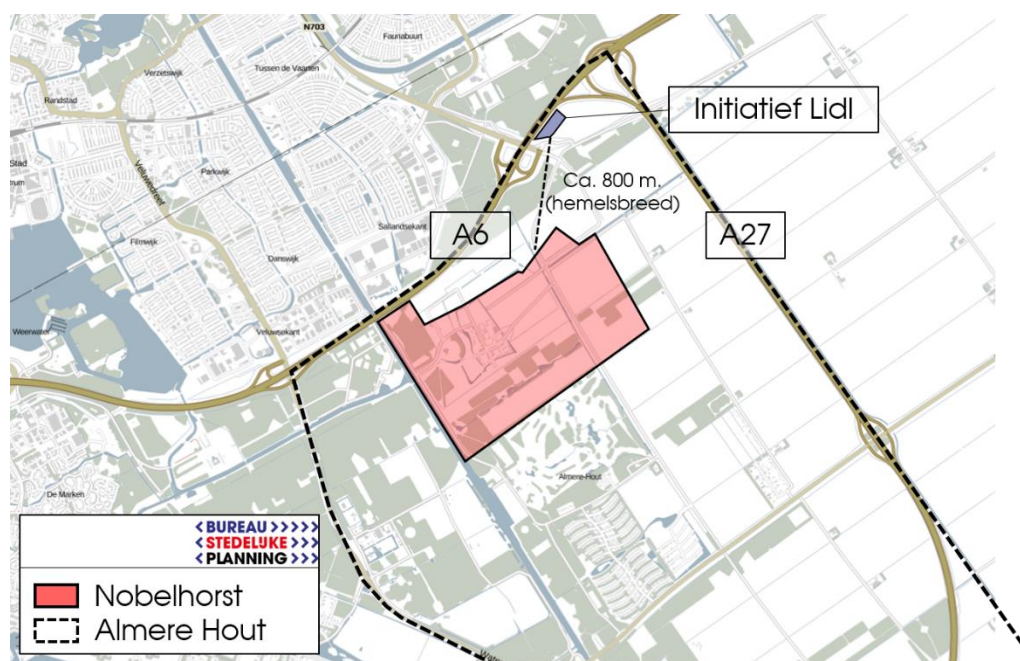 N703
Faunabuurt
Tussen de Vaarten
Verzetswijk
Randstad
Initiatief Lidl
Stad
Parkwijk
Veluwedreef
Ca. 800 m.
(hemelsbreed)
Sallandsekant
A6
A27
Filmwijk
Danswijk
Weerwater
Veluwsekant
Almere-Hout
De Marken
<BUREAU >>>>>
<STEDELIJKE >>>
<PLANNING >>>>
Nobelhorst
Almere Hout